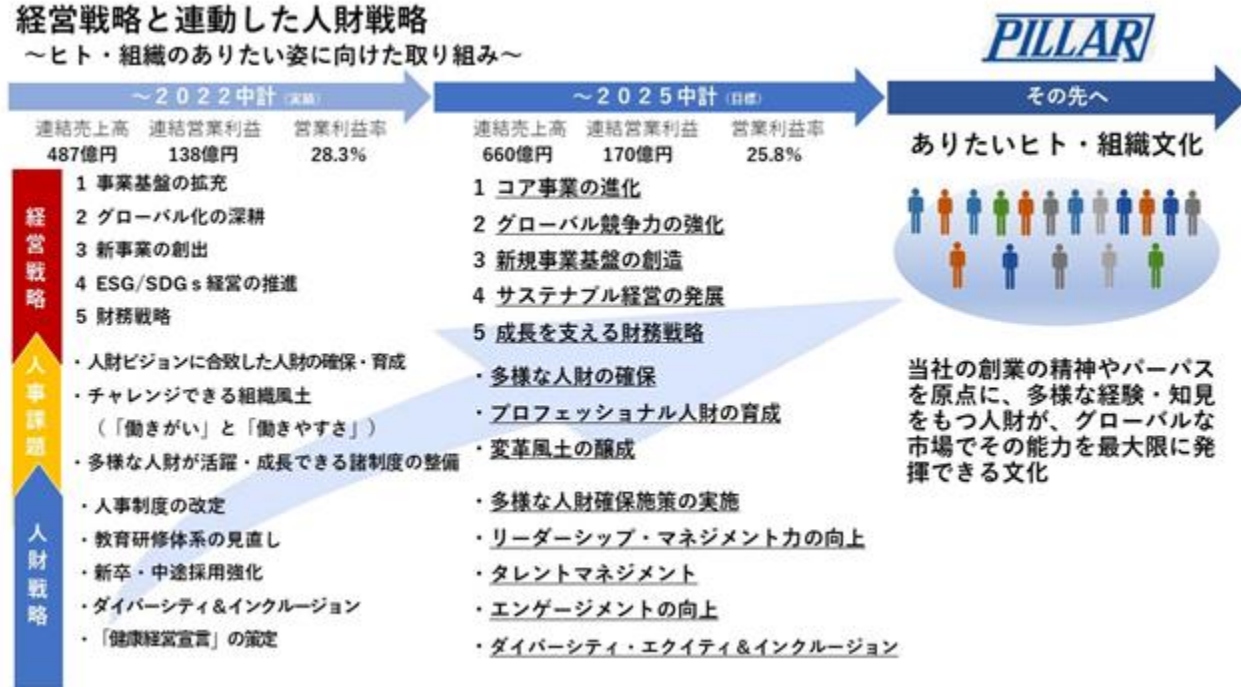 経営戦略と連動した人財戦略
～ヒト・組織のありたい姿に向けた取り組み～
PILLAR
～2022中計（実績）
～2025中計（目標）
その先へ
連結売上高 連結営業利益 営業利益率
487億円 138億円 28.3%
連結売上高 連結営業利益 営業利益率
660億円 170億円 25.8%
経営戦略
1 事業基盤の拡充
2 グローバル化の深耕
3 新事業の創出
4 ESG/SDGｓ経営の推進
5 財務戦略
1 コア事業の進化
2 グローバル競争力の強化
3 新規事業基盤の創造
4 サステナブル経営の発展
5 成長を支える財務戦略
人事課題
・人財ビジョンに合致した人財の確保・育成
・チャレンジできる組織風土
（「働きがい」と「働きやすさ」）
・多様な人財が活躍・成長できる諸制度の整備
・多様な人財の確保
・プロフェッショナル人財の育成
・変革風土の醸成
人財戦略
・人事制度の改定
・教育研修体系の見直し
・新卒・中途採用強化
・ダイバーシティ&インクルージョン
・「健康経営宣言」の策定
・多様な人財確保施策の実施
・リーダーシップ・マネジメント力の向上
・タレントマネジメント
・エンゲージメントの向上
・ダイバーシティ・エクイティ&インクルージョン
ありたいヒト・組織文化
当社の創業の精神やパーパス
を原点に、多様な経験・知見
をもつ人財が、グローバルな
市場でその能力を最大限に発
揮できる文化